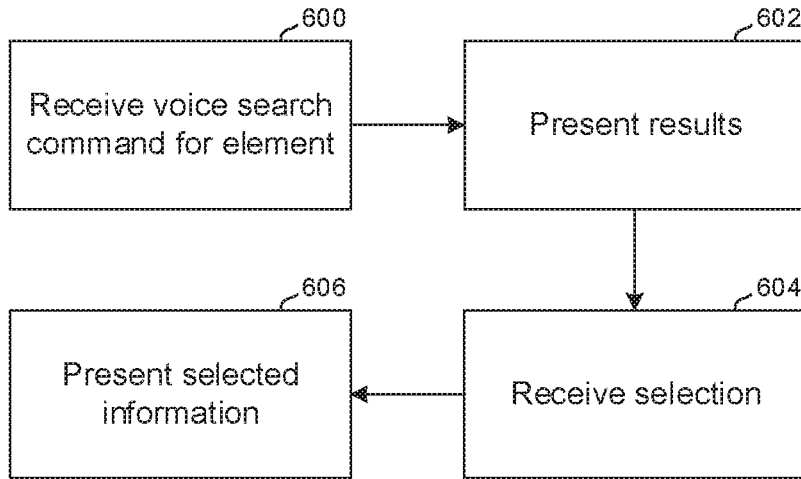 600
Receive voice search
command for element
602
Present results
604
Receive selection
606
Present selected
information